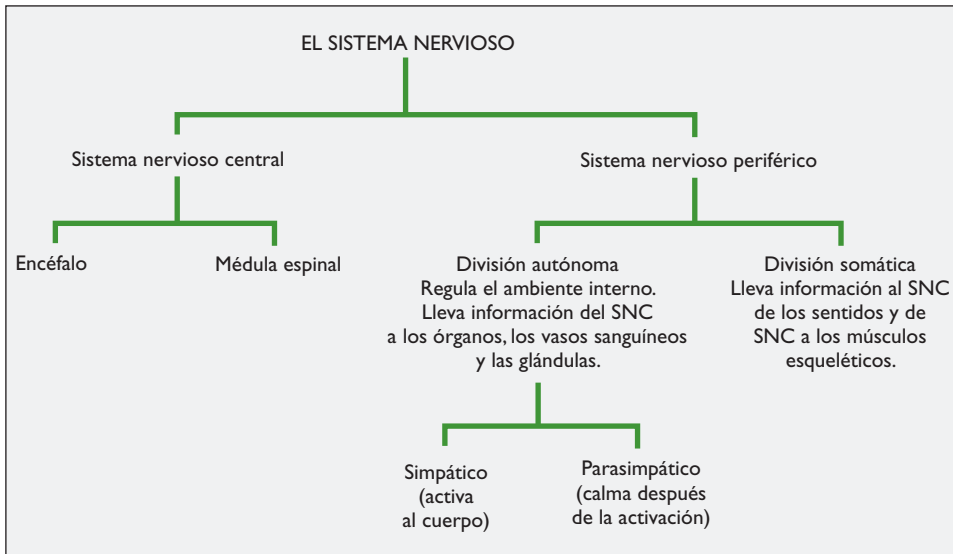 EL SISTEMA NERVIOSO
Sistema nervioso central
Sistema nervioso periférico
Encéfalo
Médula espinal
División autónoma
Regula el ambiente interno.
Lleva información del SNC
a los órganos, los vasos sanguíneos
y las glándulas.
División somática
Lleva información al SNC
de los sentidos y de
SNC a los músculos
esqueléticos.
Simpático
(activa
al cuerpo)
Parasimpático
(calma después
de la activación)